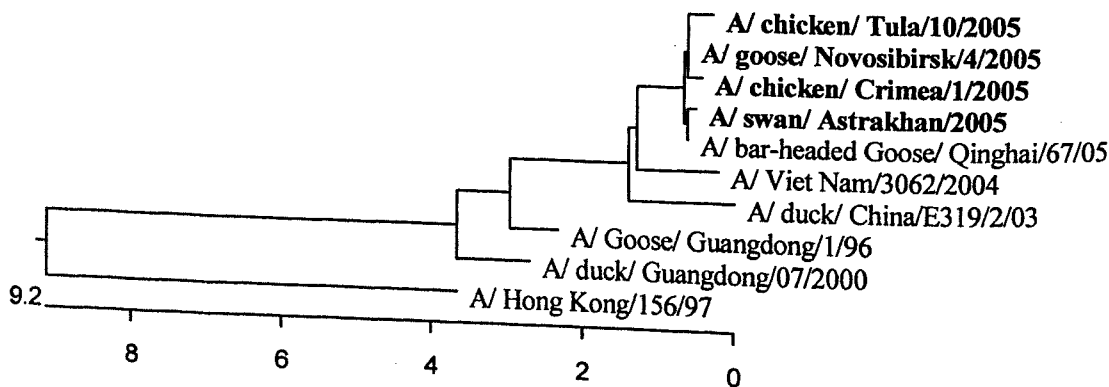 A/ chicken/ Tula/10/2005
A/ goose/ Novosibirsk/4/2005
A/ chicken/ Crimea/1/2005
A/ swan/ Astrakhan/2005
A/ bar-headed Goose/ Qinghai/67/05
A/ Viet Nam/3062/2004
A/ duck/ China/E319/2/03
A/ Goose/ Guangdong/1/96
A/ duck/ Guangdong/07/2000
A/ Hong Kong/156/97
9.2
8 6 4 2 0